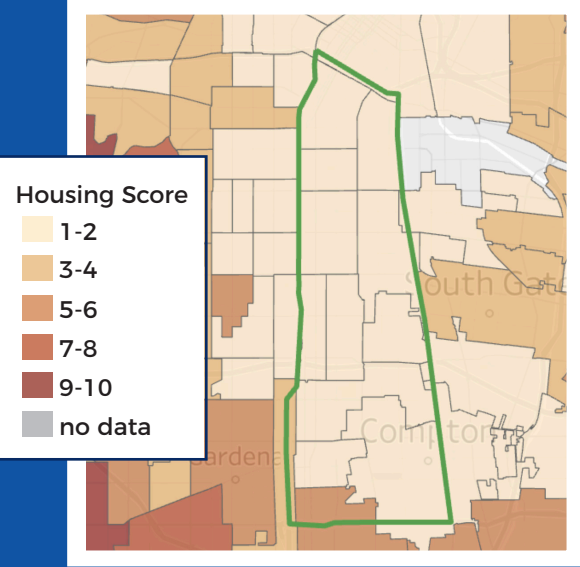 Housing Score
1-2
3-4
5-6
7-8
9-10
no data
South Gate
Compton
Gardena